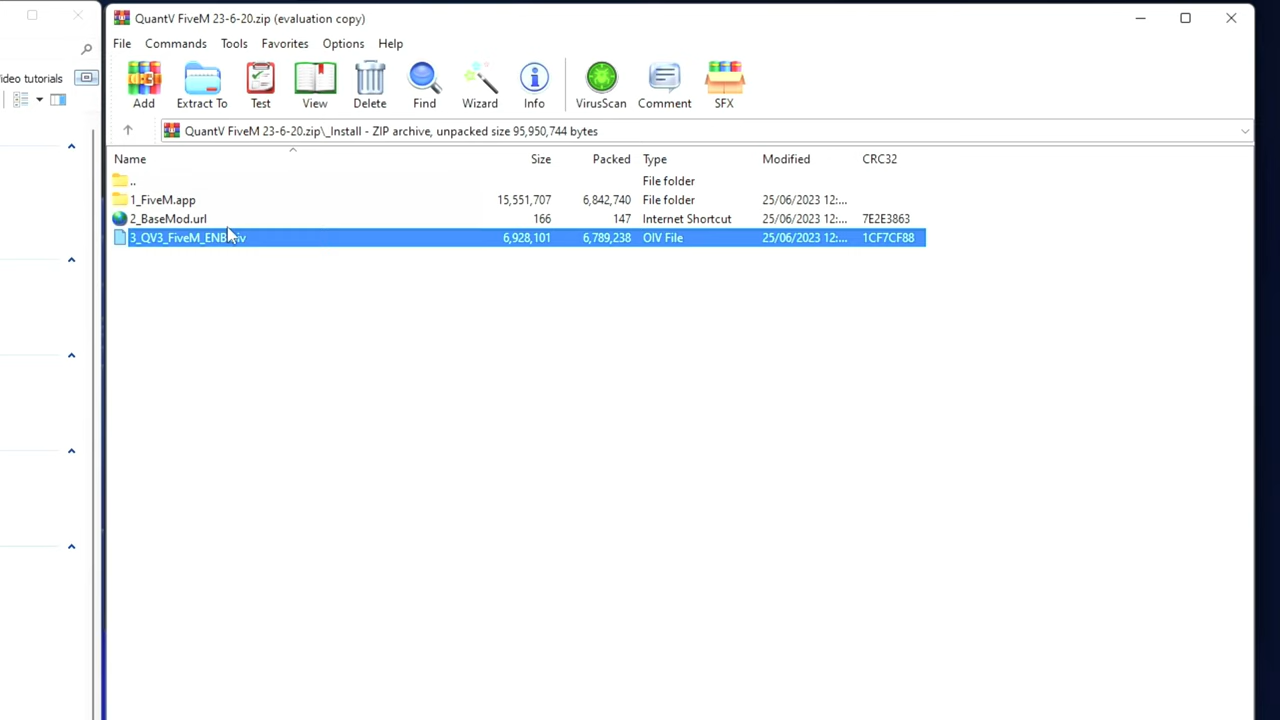 QuantV FiveM 23-6-20.zip (evaluation copy)
File Commands Tools Favorites Options Help
ideo tutorials
Add Extract To Test View Delete Find Wizard Info VirusScan Comment SFX
QuantV FiveM 23-6-20.zip\_Install - ZIP archive, unpacked size 95,950,744 bytes
Name Size Packed Type Modified CRC32
.. File folder
1_FiveM.app 15,551,707 6,842,740 File folder 25/06/2023 12:...
2_BaseMod.url 166 147 Internet Shortcut 25/06/2023 12:... 7E2E3863
3_QV3_FiveM_ENB 6,928,101 6,789,238 OIV File 25/06/2023 12:... 1CF7CF88